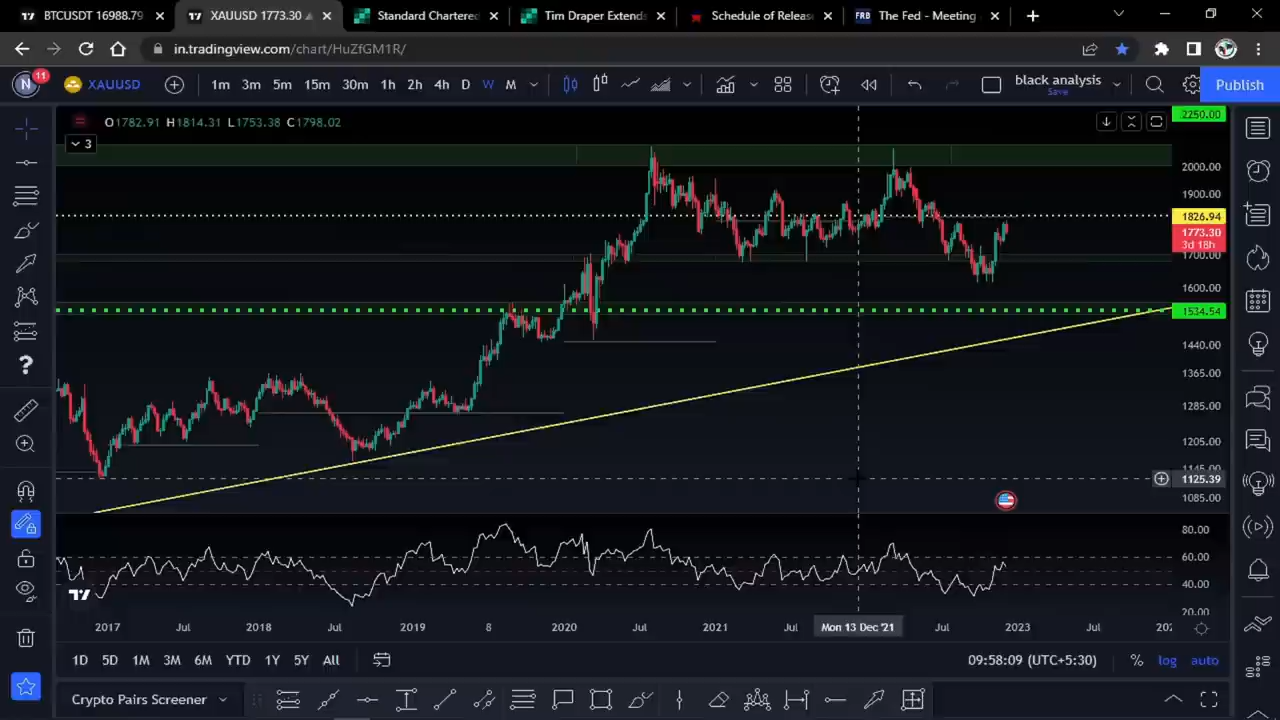 BTCUSDT 16988.79
XAUUSD 1773.30
Standard Chartered
Tim Draper Extends
Schedule of Releas
FRB
The Fed - Meeting
in.tradingview.com/chart/HuZfGM1R/
N
11
XAUUSD
1m 3m 5m 15m 30m 1h 2h 4h D W M
black analysis
Save
Publish
O1782.91 H1814.31 L1753.38 C1798.02
3
2250.00
2000.00
1900.00
1826.94
1773.30
3d 18h
1700.00
1600.00
1534.54
1440.00
1365.00
1285.00
1205.00
1145.00
1125.39
1085.00
80.00
60.00
40.00
20.00
2017 Jul 2018 Jul 2019 8 2020 Jul 2021 Jul Mon 13 Dec '21 Jul 2023 Jul
1D 5D 1M 3M 6M YTD 1Y 5Y All
09:58:09 (UTC+5:30) % log auto
Crypto Pairs Screener